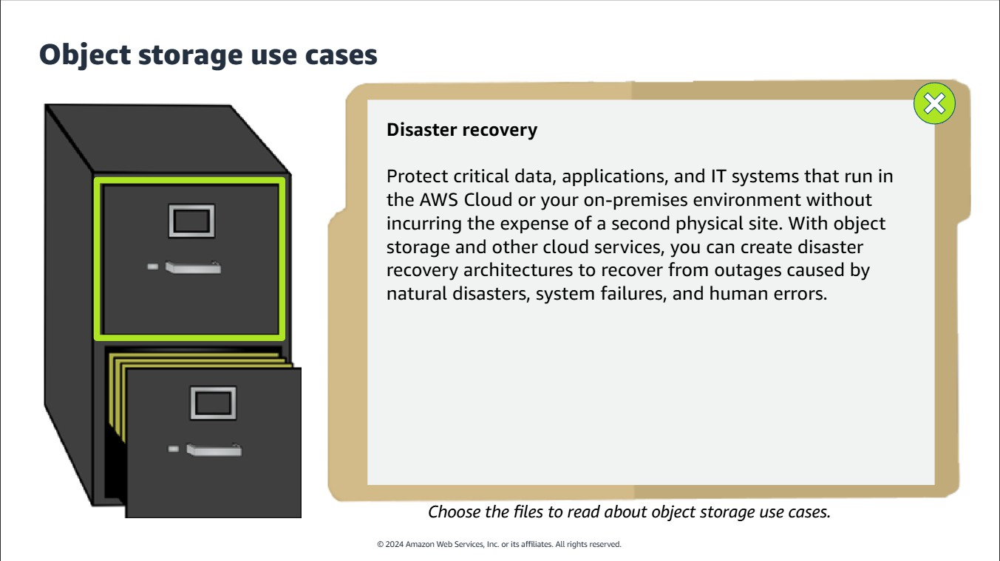 Object storage use cases
Disaster recovery
Protect critical data, applications, and IT systems that run in
the AWS Cloud or your on-premises environment without
incurring the expense of a second physical site. With object
storage and other cloud services, you can create disaster
recovery architectures to recover from outages caused by
natural disasters, system failures, and human errors.
Choose the files to read about object storage use cases.
© 2024 Amazon Web Services, Inc. or its affiliates. All rights reserved.